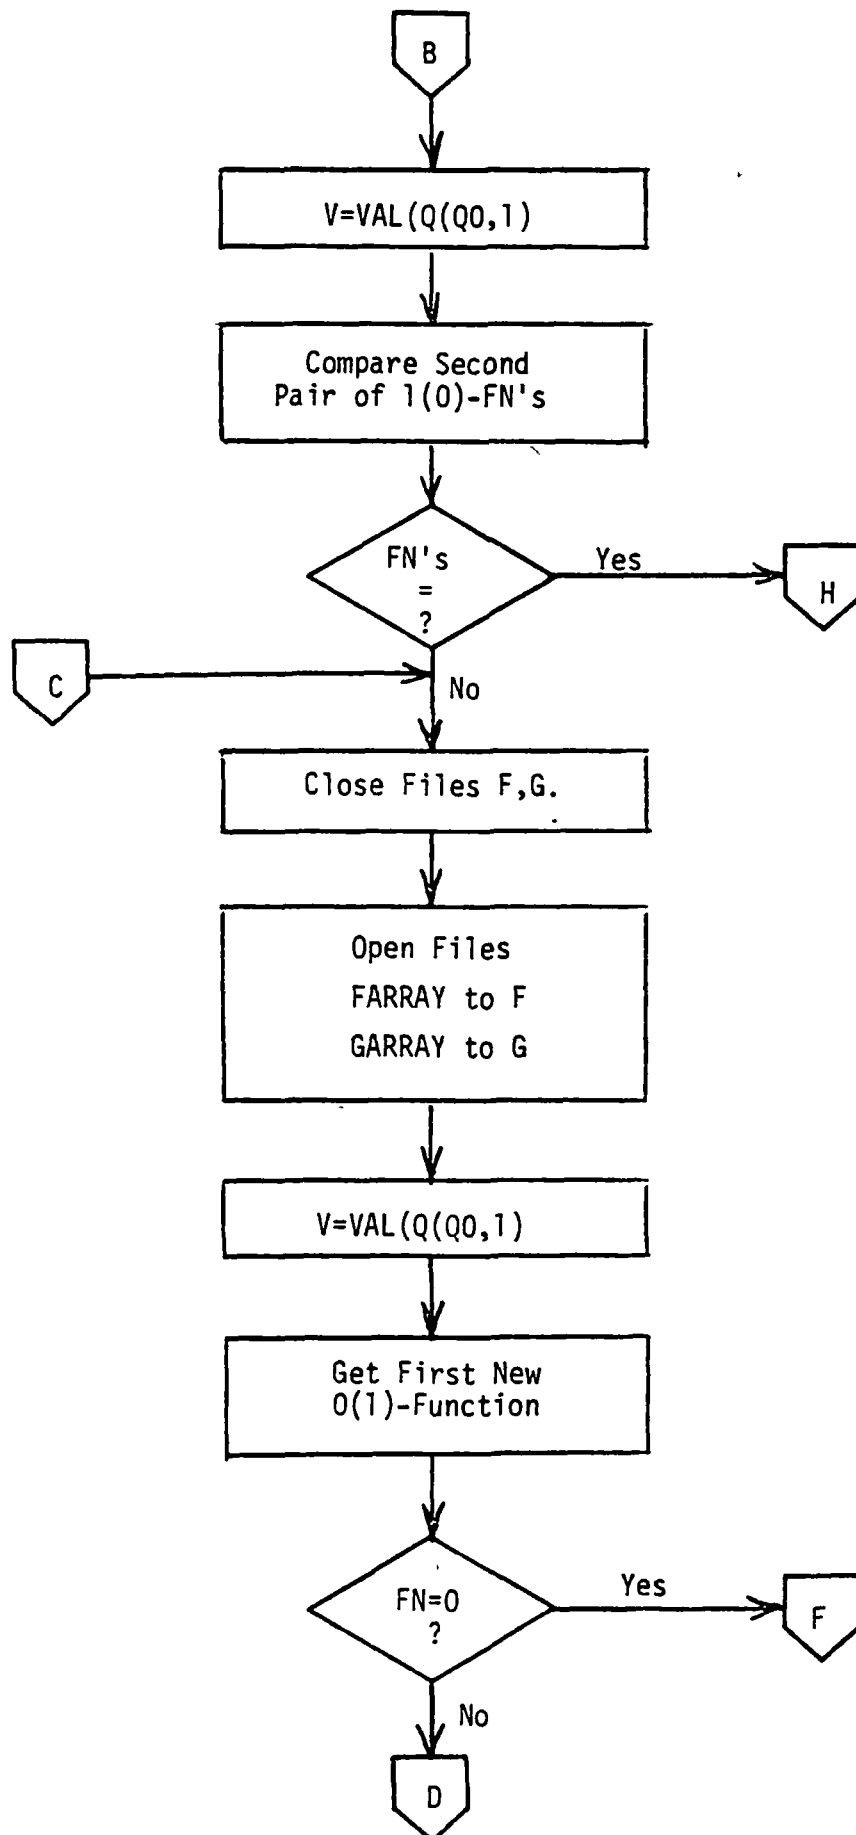 B
V=VAL(Q(Q0,1)
Compare Second
Pair of 1(0)-FN's
FN's
=
?
Yes
H
C
No
Close Files F,G.
Open Files
FARRAY to F
GARRAY to G
V=VAL(Q(Q0,1)
Get First New
0(1)-Function
FN=0
?
Yes
F
No
D